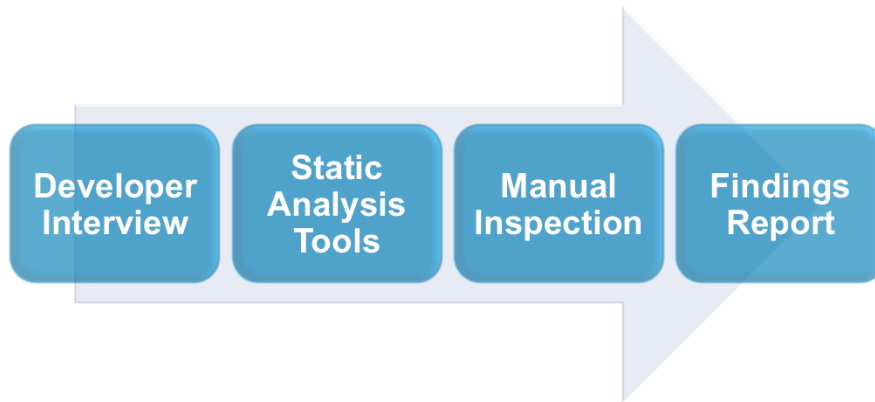 Developer
Interview
Static
Analysis
Tools
Manual
Inspection
Findings
Report